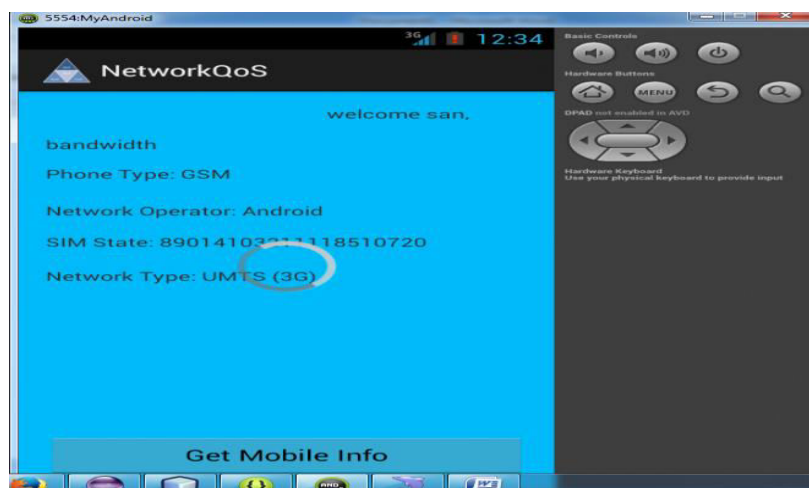 5554:MyAndroid
3G 12:34
NetworkQoS
welcome san,
bandwidth
Phone Type: GSM
Network Operator: Android
SIM State: 89014103211118510720
Network Type: UMTS (3G)
Get Mobile Info
Basic Controls
Hardware Buttons
MENU
DPAD not enabled in AVD
Hardware Keyboard
Use your physical keyboard to provide input